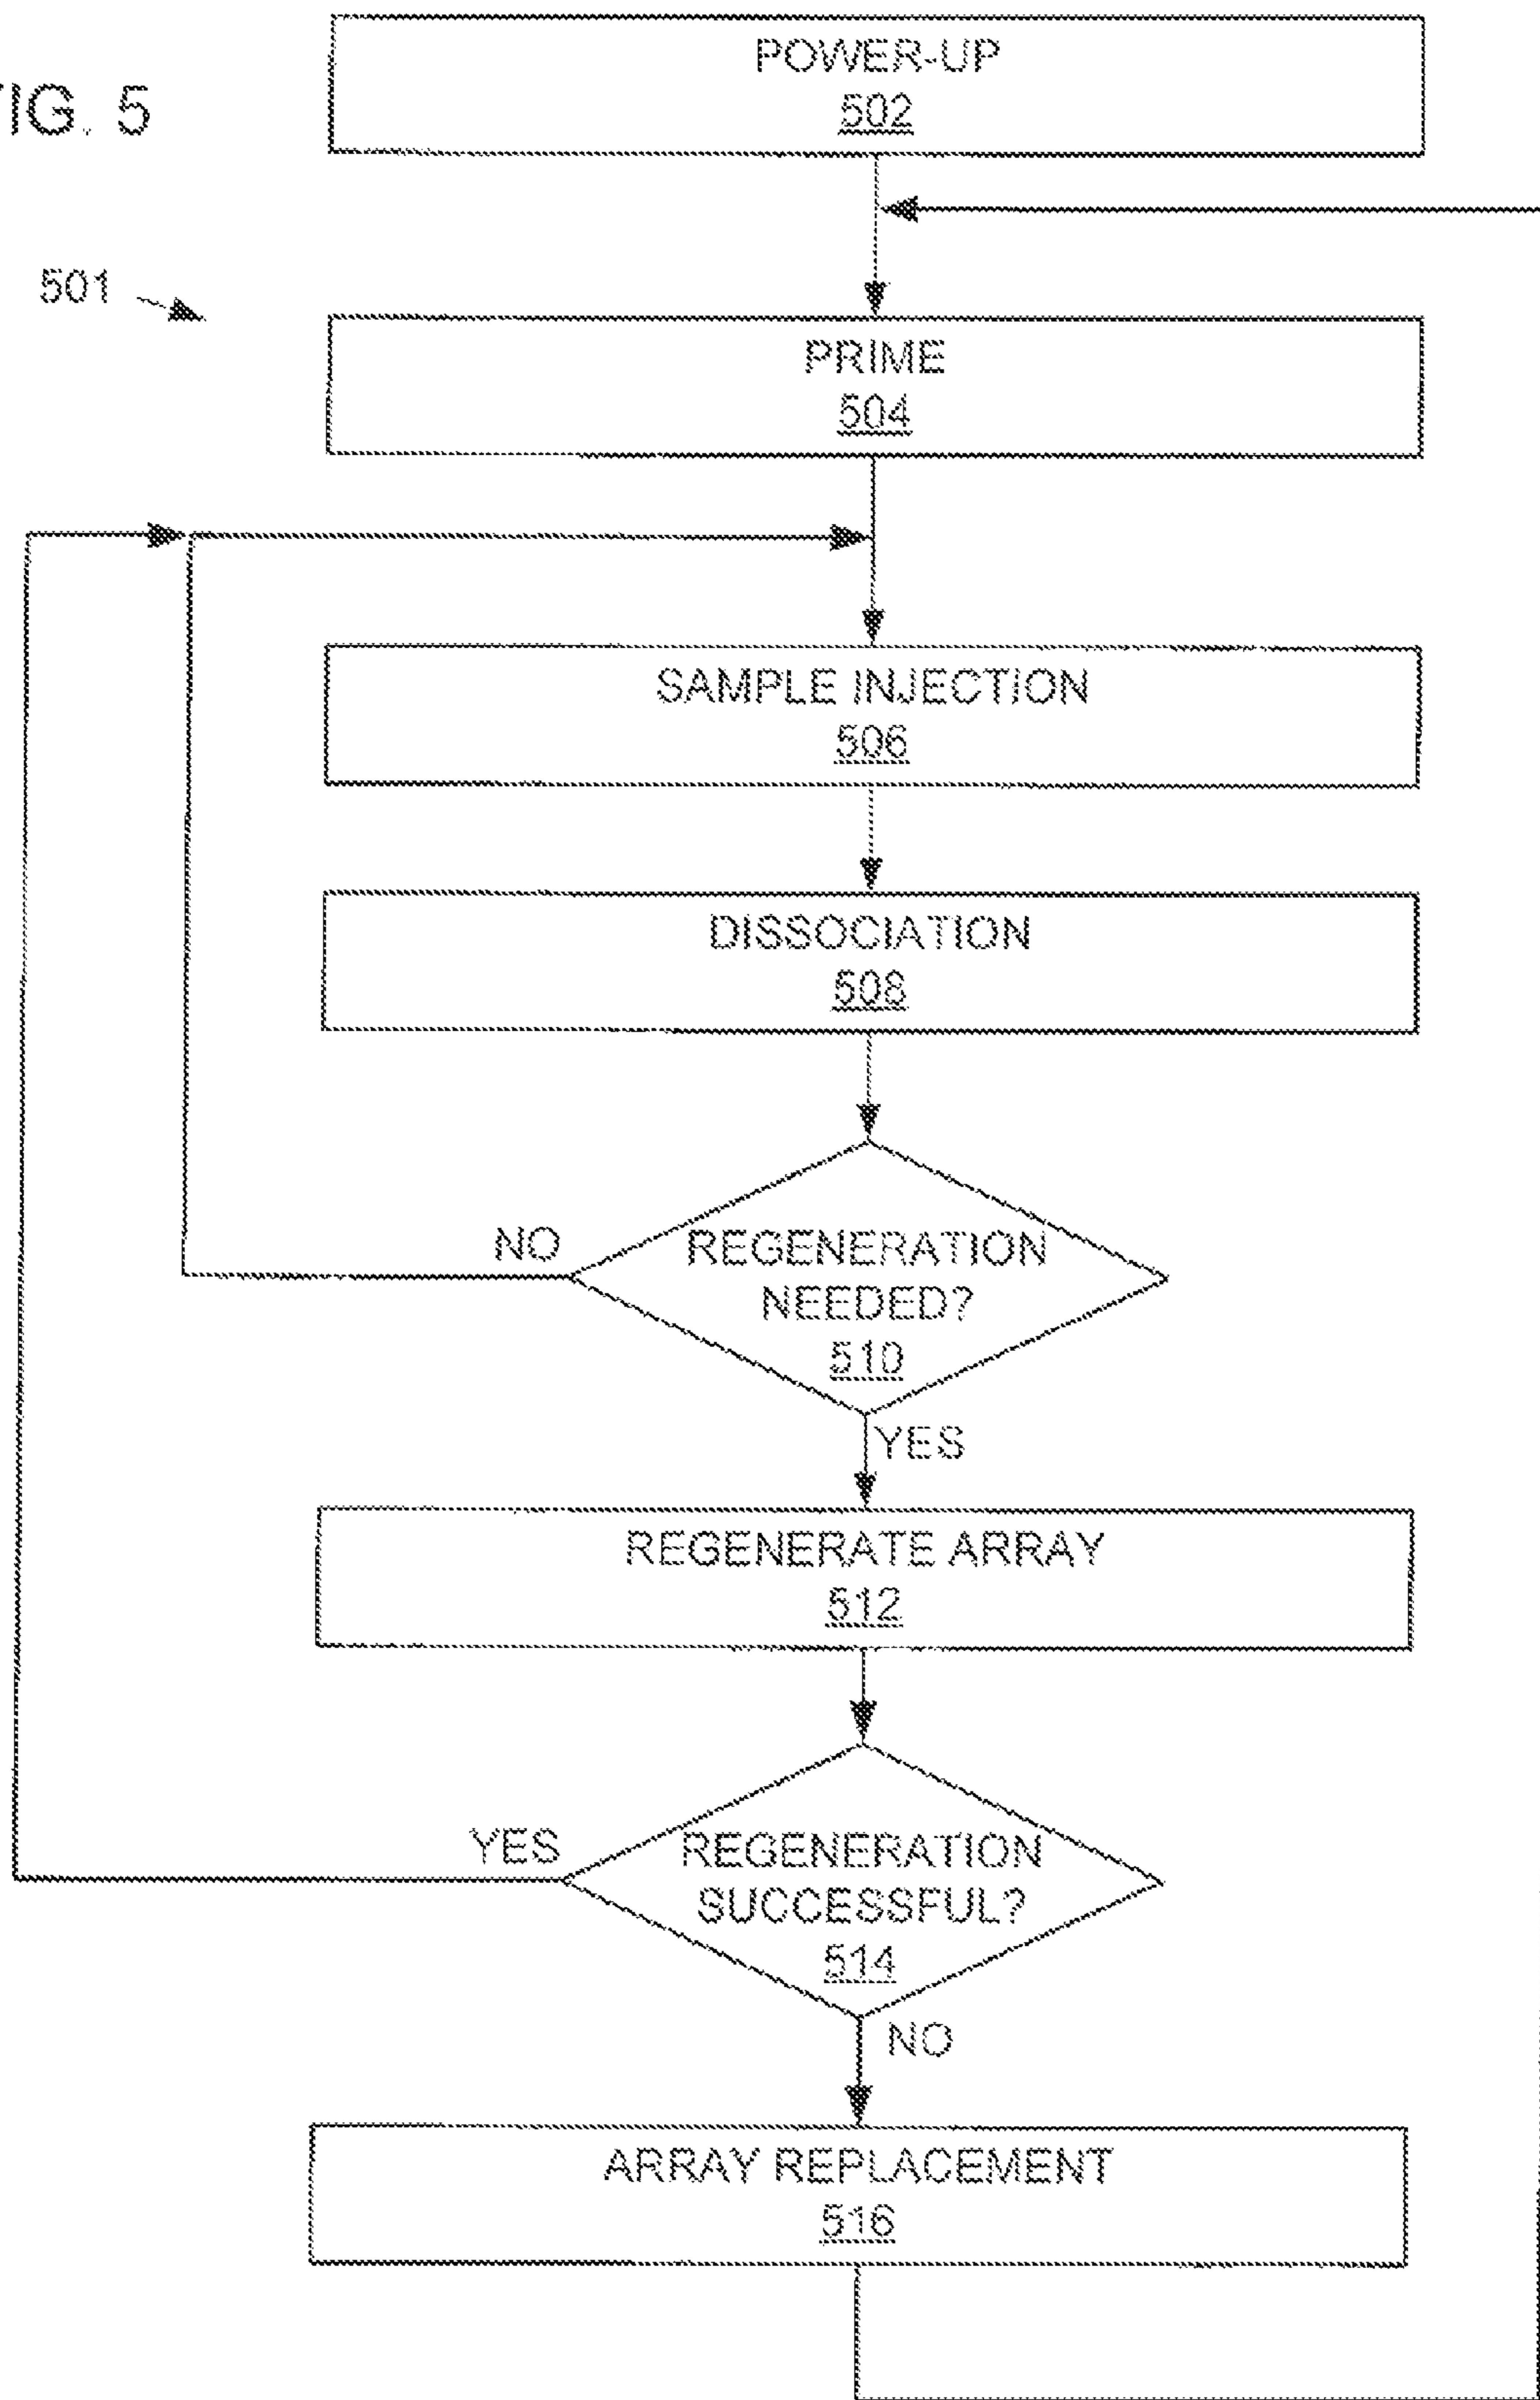 POWER-UP
502
IG. 5
501
PRIME
504
SAMPLE INJECTION
506
DISSOCIATION
508
NO
REGENERATION
NEEDED?
510
YES
REGENERATE ARRAY
512
YES
REGENERATION
SUCCESSFUL?
514
NO
ARRAY REPLACEMENT
516